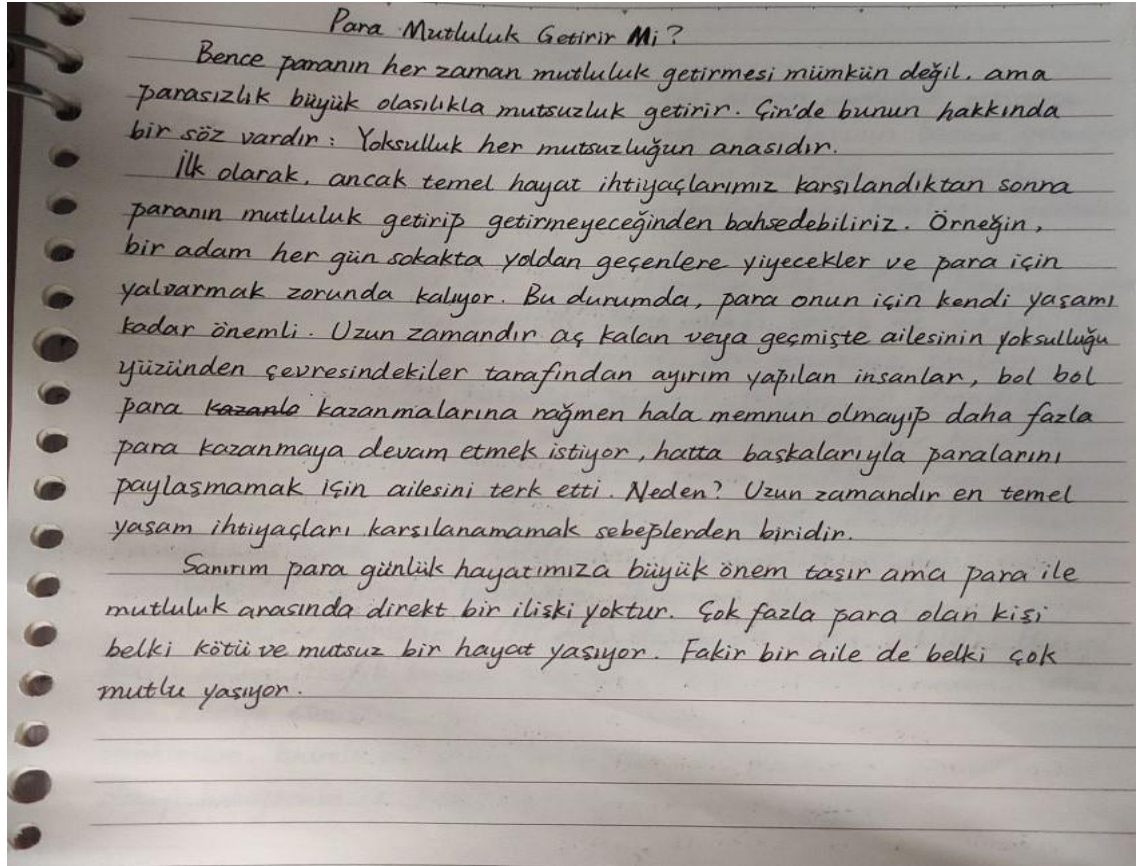 Para Mutluluk Getirir Mi?
Bence paranın her zaman mutluluk getirmesi mümkün değil, ama
parasızlık büyük olasılıkla mutsuzluk getirir. Çin'de bunun hakkında
bir söz vardır: Yoksulluk her mutsuzluğun anasıdır.
İlk olarak, ancak temel hayat ihtiyaçlarımız karşılandıktan sonra
paranın mutluluk getirip getirmeyeceğinden bahsedebiliriz. Örneğin,
bir adam her gün sokakta yoldan geçenlere yiyecekler ve para için
yalvarmak zorunda kalıyor. Bu durumda, para onun için kendi yaşamı
kadar önemli. Uzun zamandır aç kalan veya geçmişte ailesinin yoksulluğu
yüzünden çevresindekiler tarafından ayırım yapılan insanlar, bol bol
para kazanla kazanmalarına rağmen hala memnun olmayıp daha fazla
para kazanmaya devam etmek istiyor, hatta başkalarıyla paralarını
paylaşmamak için ailesini terk etti. Neden? Uzun zamandır en temel
yaşam ihtiyaçları karşılanamamak sebeplerden biridir.
Sanırım para günlük hayatımıza büyük önem taşır ama para ile
mutluluk arasında direkt bir ilişki yoktur. Çok fazla para olan kişi
belki kötü ve mutsuz bir hayat yaşıyor. Fakir bir aile de belki çok
mutlu yaşıyor.